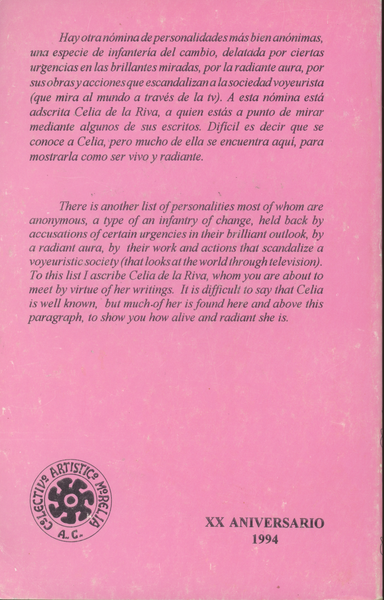 Hay otra nómina de personalidades más bien anónimas,
una especie de infantería del cambio, delatada por ciertas
urgencias en las brillantes miradas, por la radiante aura, por
sus obras y acciones que escandalizan a la sociedad voyeurista
(que mira al mundo a través de la tv). A esta nómina está
adscrita Celia de la Riva, a quien estás a punto de mirar
mediante algunos de sus escritos. Difícil es decir que se
conoce a Celia, pero mucho de ella se encuentra aquí, para
mostrarla como ser vivo y radiante.
There is another list of personalities most of whom are
anonymous, a type of an infantry of change, held back by
accusations of certain urgencies in their brilliant outlook, by
a radiant aura, by their work and actions that scandalize a
voyeuristic society (that looks at the world through television).
To this list I ascribe Celia de la Riva, whom you are about to
meet by virtue of her writings. It is difficult to say that Celia
is well known, but much-of her is found here and above this
paragraph, to show you how alive and radiant she is.
COLECTIVO ARTISTICO MORELIA
A.C.
XX ANIVERSARIO
1994